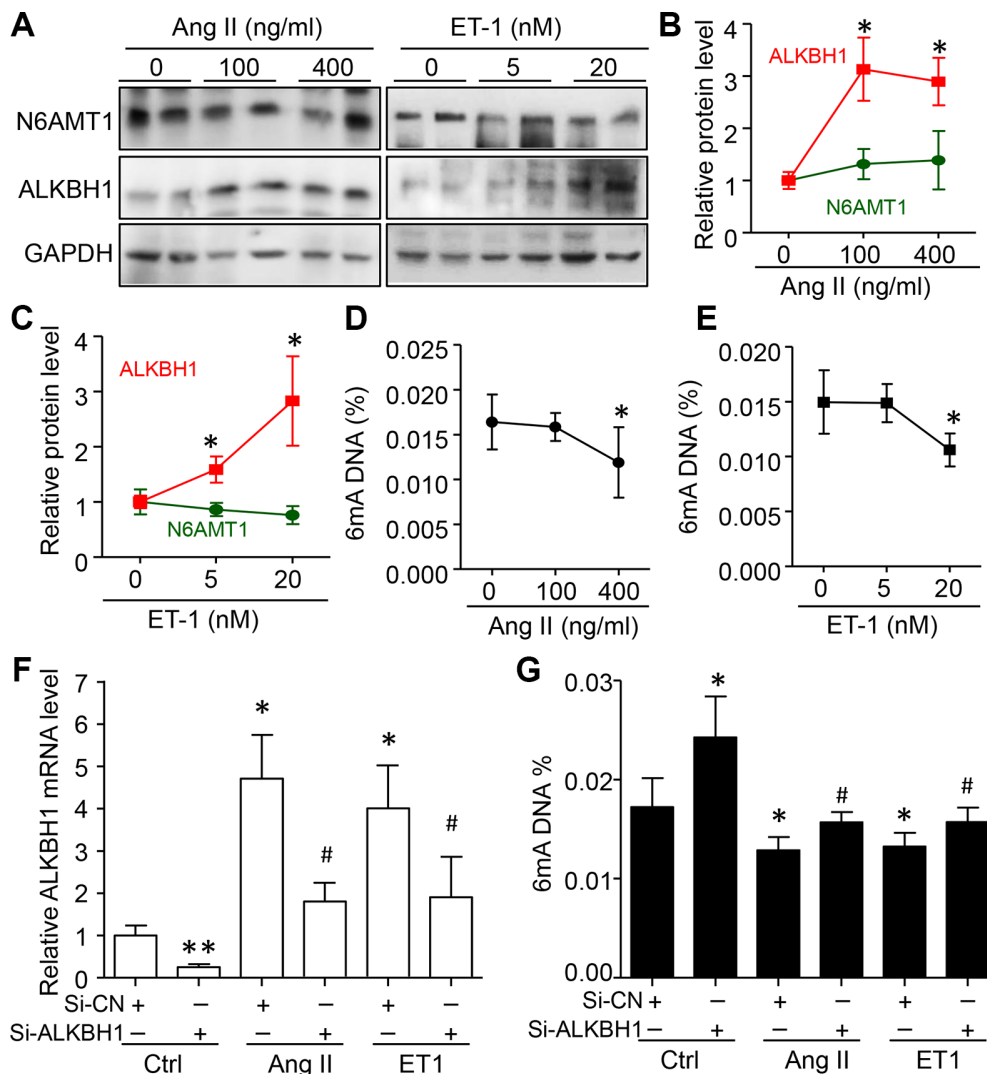 A
Ang II (ng/ml)
ET-1 (nM)
0 100 400
0 5 20
N6AMT1
ALKBH1
GAPDH
B
Relative protein level
4
3
2
1
0
ALKBH1
N6AMT1
* *
0 100 400
Ang II (ng/ml)
C
Relative protein level
4
3
2
1
0
ALKBH1
N6AMT1
* *
0 5 20
ET-1 (nM)
D
6mA DNA (%)
0.025
0.020
0.015
0.010
0.005
0.000
*
0 100 400
Ang II (ng/ml)
E
6mA DNA (%)
0.020
0.015
0.010
0.005
0.000
*
0 5 20
ET-1 (nM)
F
Relative ALKBH1 mRNA level
7
6
5
4
3
2
1
0
** * # * #
Si-CN + − + − + −
Si-ALKBH1 − + − + − +
Ctrl Ang II ET1
G
6mA DNA %
0.03
0.02
0.01
0.00
* * # * #
Si-CN + − + − + −
Si-ALKBH1 − + − + − +
Ctrl Ang II ET1